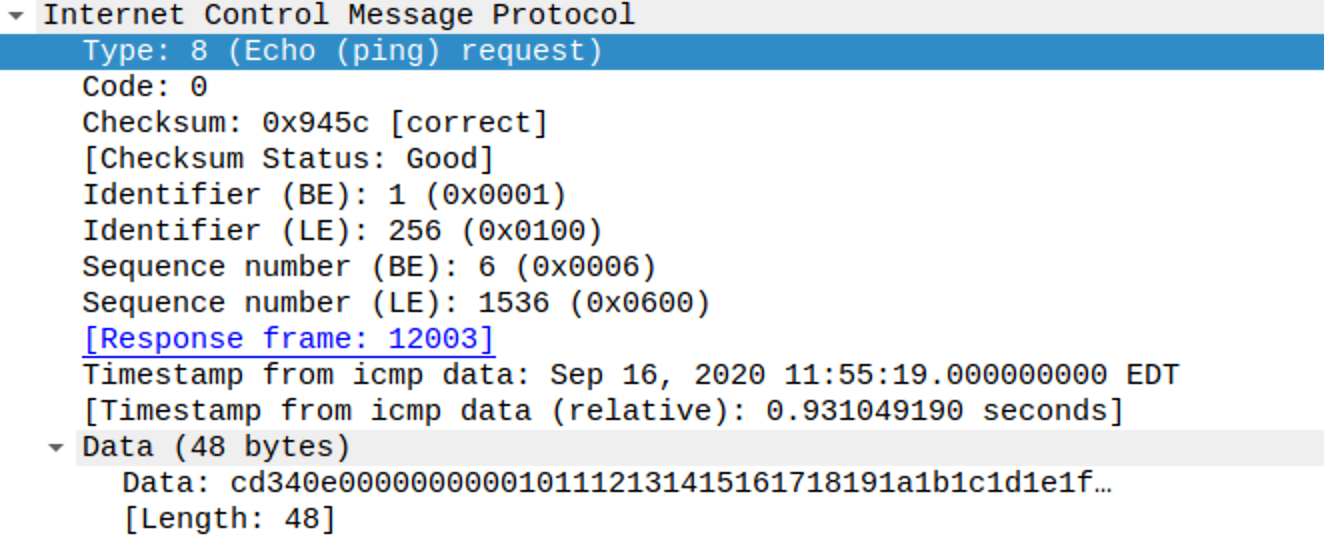 Internet Control Message Protocol
Type: 8 (Echo (ping) request)
Code: 0
Checksum: 0x945c [correct]
[Checksum Status: Good]
Identifier (BE): 1 (0x0001)
Identifier (LE): 256 (0x0100)
Sequence number (BE): 6 (0x0006)
Sequence number (LE): 1536 (0x0600)
[Response frame: 12003]
Timestamp from icmp data: Sep 16, 2020 11:55:19.000000000 EDT
[Timestamp from icmp data (relative): 0.931049190 seconds]
Data (48 bytes)
Data: cd340e0000000000101112131415161718191a1b1c1d1e1f…
[Length: 48]